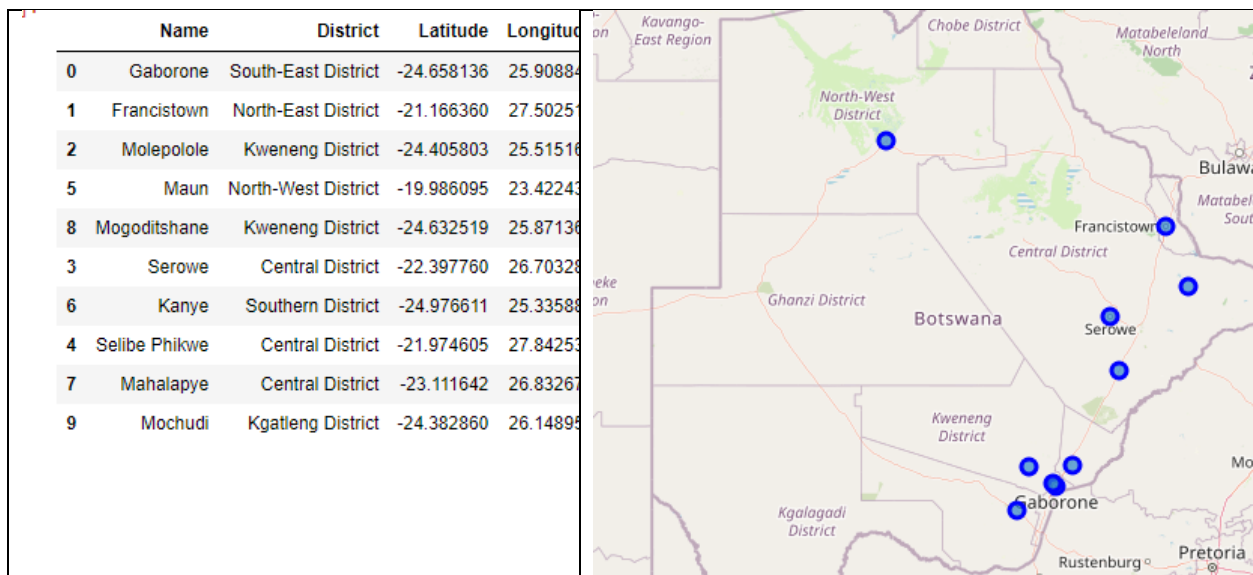 Name District Latitude Longitud
0 Gaborone South-East District -24.658136 25.90884
1 Francistown North-East District -21.166360 27.50251
2 Molepolole Kweneng District -24.405803 25.51516
5 Maun North-West District -19.986095 23.42243
8 Mogoditshane Kweneng District -24.632519 25.87136
3 Serowe Central District -22.397760 26.70328
6 Kanye Southern District -24.976611 25.33588
4 Selibe Phikwe Central District -21.974605 27.84253
7 Mahalapye Central District -23.111642 26.83267
9 Mochudi Kgatleng District -24.382860 26.14895
on
Kavango-
East Region
Chobe District
Matabeleland
North
North-West
District
Bulawa
Matabel
Sout
Francistown
Central District
eke
on
Ghanzi District
Botswana
Serowe
Kweneng
District
Mo
Gaborone
Kgalagadi
District
Pretoria
Rustenburg